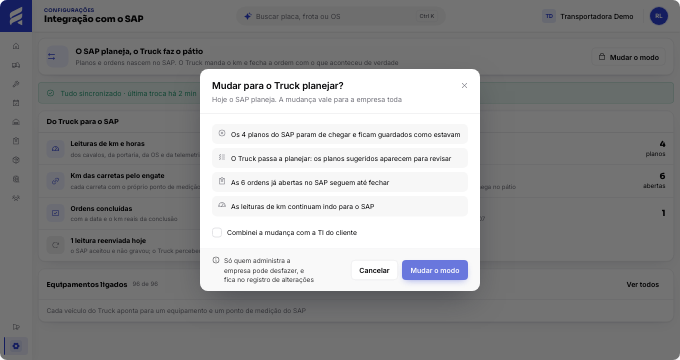 CONFIGURAÇÕES
Integração com o SAP
Buscar placa, frota ou OS
Ctrl K
TD
Transportadora Demo
RL
O SAP planeja, o Truck faz o pátio
Planos e ordens nascem no SAP. O Truck manda o km e fecha a ordem com o que aconteceu de verdade
Mudar o modo
Tudo sincronizado · última troca há 2 min
Mudar para o Truck planejar?
Hoje o SAP planeja. A mudança vale para a empresa toda
Os 4 planos do SAP param de chegar e ficam guardados como estavam
O Truck passa a planejar: os planos sugeridos aparecem para revisar
As 6 ordens já abertas no SAP seguem até fechar
As leituras de km continuam indo para o SAP
Combinei a mudança com a TI do cliente
Só quem administra a
empresa pode desfazer, e
fica no registro de alterações
Cancelar
Mudar o modo
Do Truck para o SAP
Leituras de km e horas
dos cavalos, da portaria, da OS e da telemetri
4
planos
Km das carretas pelo engate
cada carreta com o próprio ponto de medição
6
abertas
Ordens concluídas
com a data e o km reais da conclusão
1
1 leitura reenviada hoje
o SAP aceitou e não gravou; o Truck percebe
Equipamentos ligados
96 de 96
Ver todos
Cada veículo do Truck aponta para um equipamento e um ponto de medição do SAP